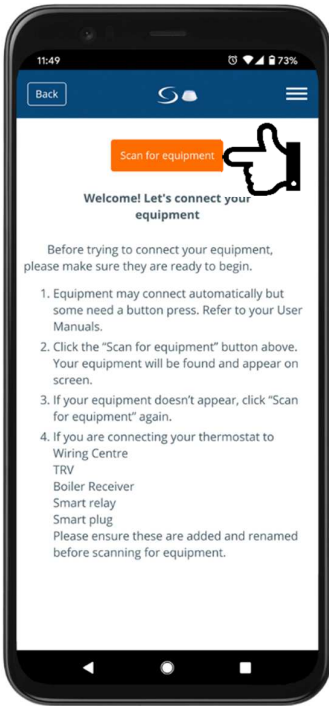 11:49
73%
Back
Scan for equipment
Welcome! Let's connect your
equipment
Before trying to connect your equipment,
please make sure they are ready to begin.
1. Equipment may connect automatically but
some need a button press. Refer to your User
Manuals.
2. Click the “Scan for equipment” button above.
Your equipment will be found and appear on
screen.
3. If your equipment doesn’t appear, click “Scan
for equipment” again.
4. If you are connecting your thermostat to
Wiring Centre
TRV
Boiler Receiver
Smart relay
Smart plug
Please ensure these are added and renamed
before scanning for equipment.